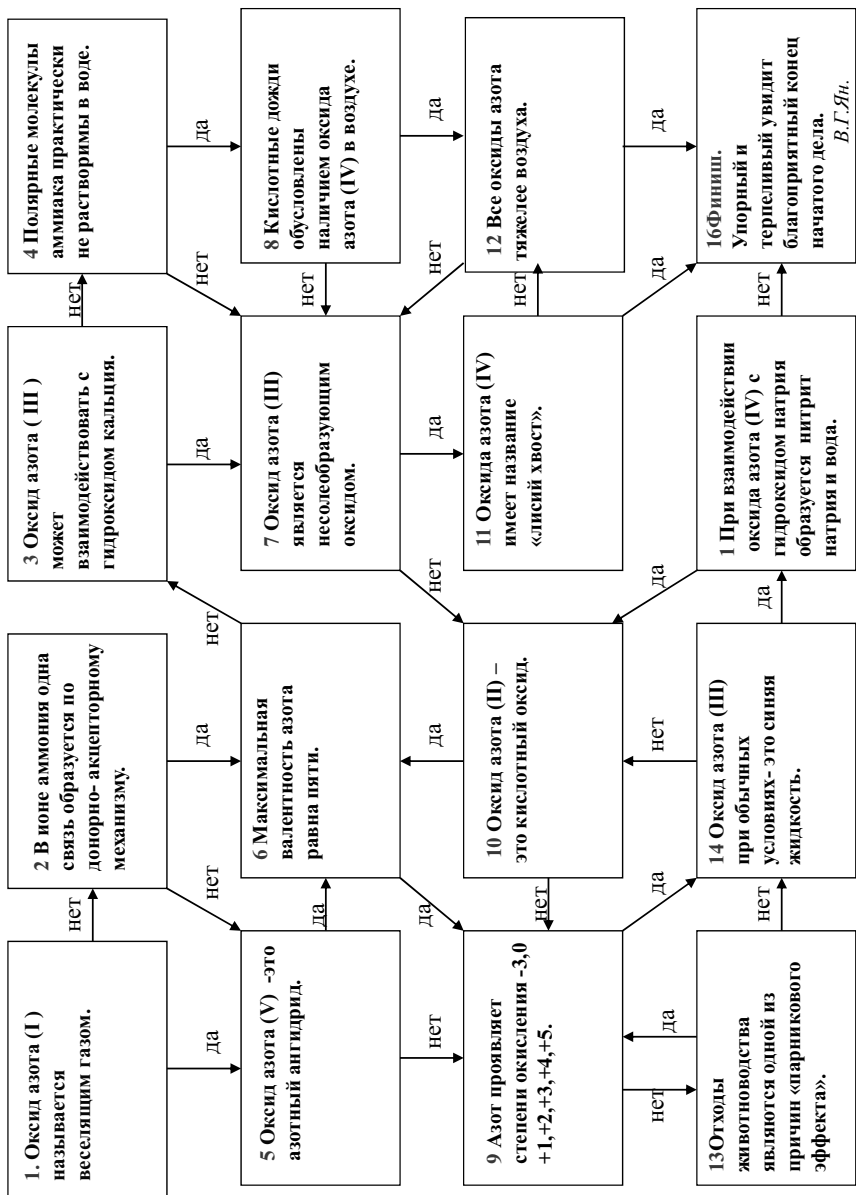 1. Оксид азота (I)
называется
веселящим газом.
нет
да
2 В ионе аммония одна
связь образуется по
донорно- акцепторному
механизму.
нет
да
3 Оксид азота ( III )
может
взаимодействовать с
гидроксидом кальция.
нет
да
4 Полярные молекулы
аммиака практически
не растворимы в воде.
нет
да
5 Оксид азота (V) -это
азотный ангидрид.
да
нет
6 Максимальная
валентность азота
равна пяти.
нет
да
7 Оксид азота (III)
является
несолеобразующим
оксидом.
нет
да
8 Кислотные дожди
обусловлены
наличием оксида
азота (IV) в воздухе.
нет
да
9 Азот проявляет
степени окисления -3,0
+1,+2,+3,+4,+5.
нет
да
10 Оксид азота (II) –
это кислотный оксид.
нет
да
11 Оксида азота (IV)
имеет название
«лисий хвост».
нет
да
12 Все оксиды азота
тяжелее воздуха.
нет
да
13Отходы
животноводства
являются одной из
причин «парникового
эффекта».
да
нет
14 Оксид азота (III)
при обычных
условиях- это синяя
жидкость.
нет
да
1 При взаимодействии
оксида азота (IV) с
гидроксидом натрия
образуется нитрит
натрия и вода.
да
нет
16Финиш.
Упорный и
терпеливый увидит
благоприятный конец
начатого дела.
В.Г.Ян.